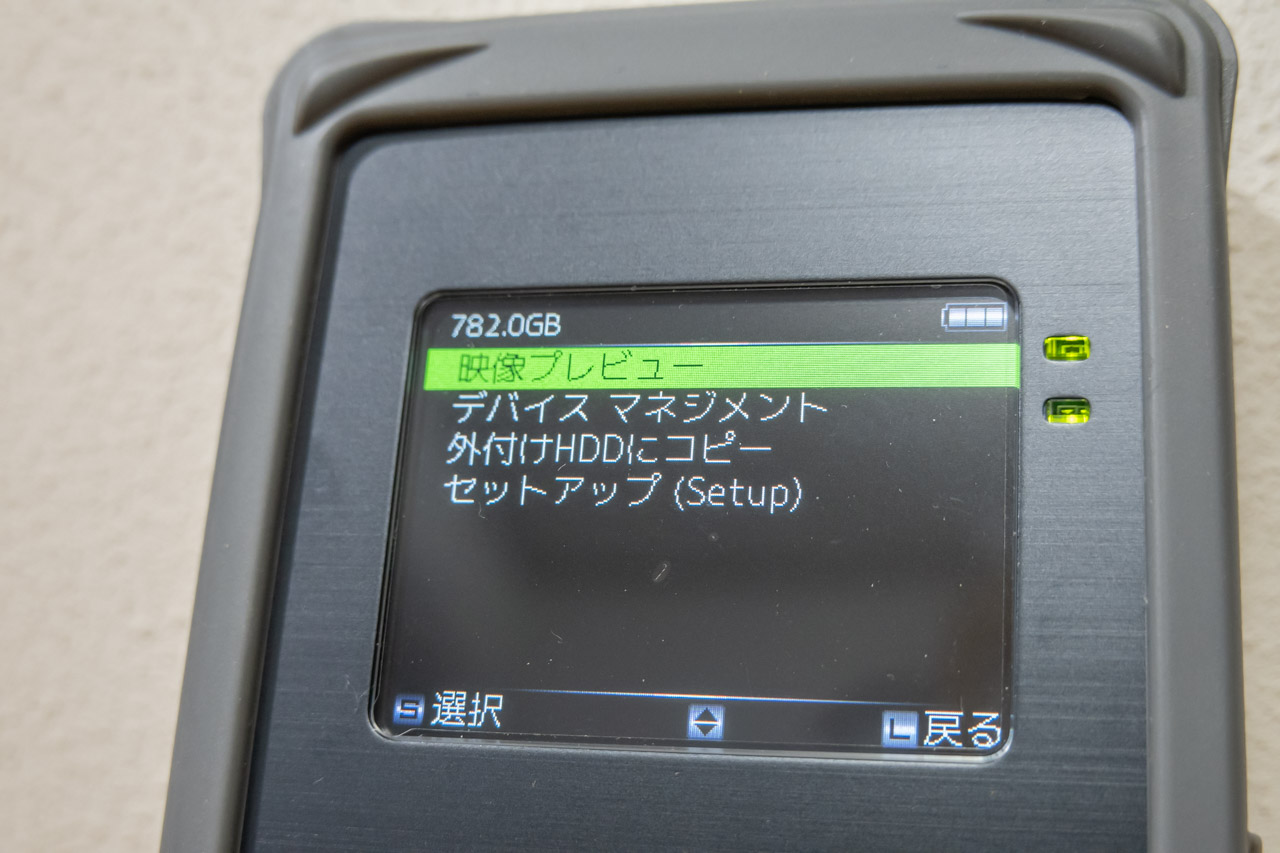 782.0GB
映像プレビュー
デバイス マネジメント
外付けHDDにコピー
セットアップ (Setup)
S 選択
L 戻る